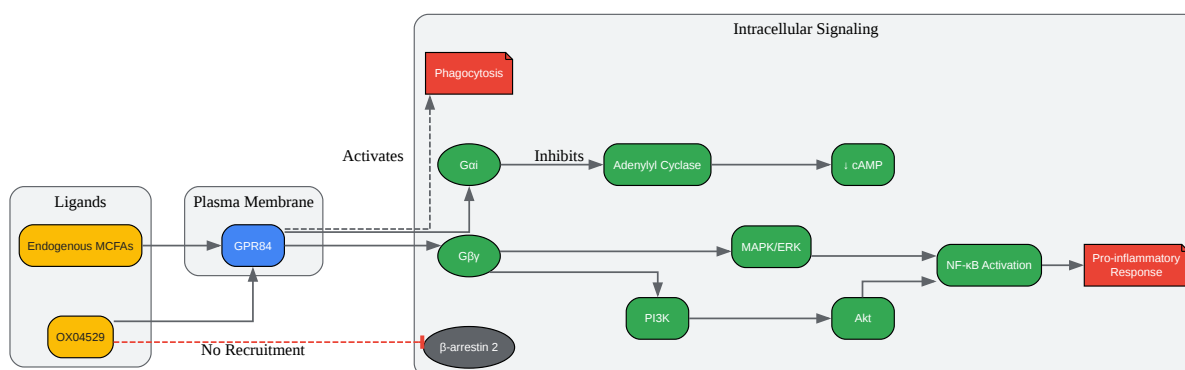 Intracellular Signaling
Phagocytosis
Activates
Gαi
Inhibits
Adenylyl Cyclase
↓ cAMP
Ligands
Plasma Membrane
Endogenous MCFAs
GPR84
Gβγ
MAPK/ERK
NF-κB Activation
Pro-inflammatory
Response
OX04529
PI3K
Akt
No Recruitment
β-arrestin 2